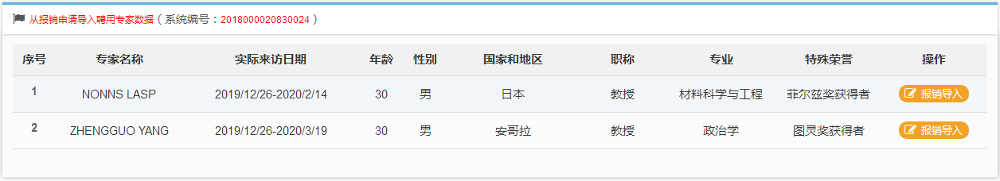 从报销申请导入聘用专家数据（系统编号：2018000020830024）
序号 专家名称 实际来访日期 年龄 性别 国家和地区 职称 专业 特殊荣誉 操作
1 NONNS LASP 2019/12/26-2020/2/14 30 男 日本 教授 材料科学与工程 菲尔兹奖获得者 报销导入
2 ZHENGGUO YANG 2019/12/26-2020/3/19 30 男 安哥拉 教授 政治学 图灵奖获得者 报销导入